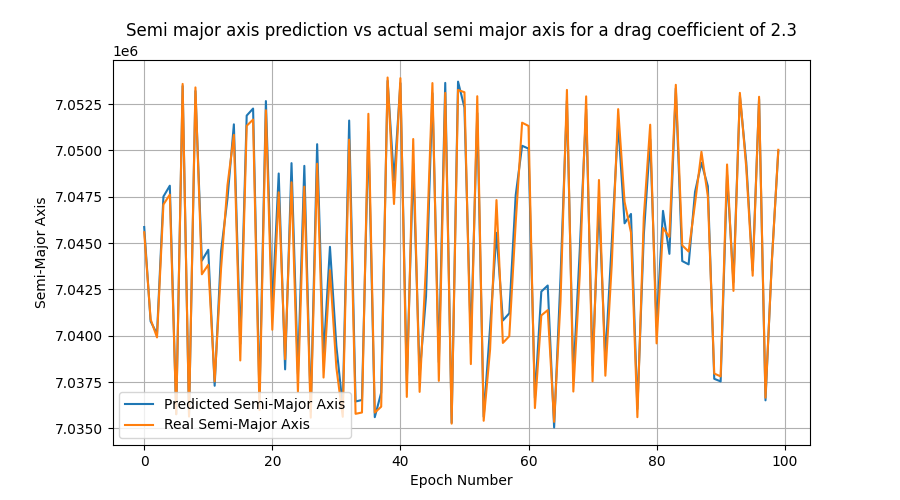 Semi major axis prediction vs actual semi major axis for a drag coefficient of 2.3
1e6
7.0525
7.0500
7.0475
7.0450
7.0425
7.0400
7.0375
7.0350
Semi-Major Axis
Predicted Semi-Major Axis
Real Semi-Major Axis
0 20 40 60 80 100
Epoch Number